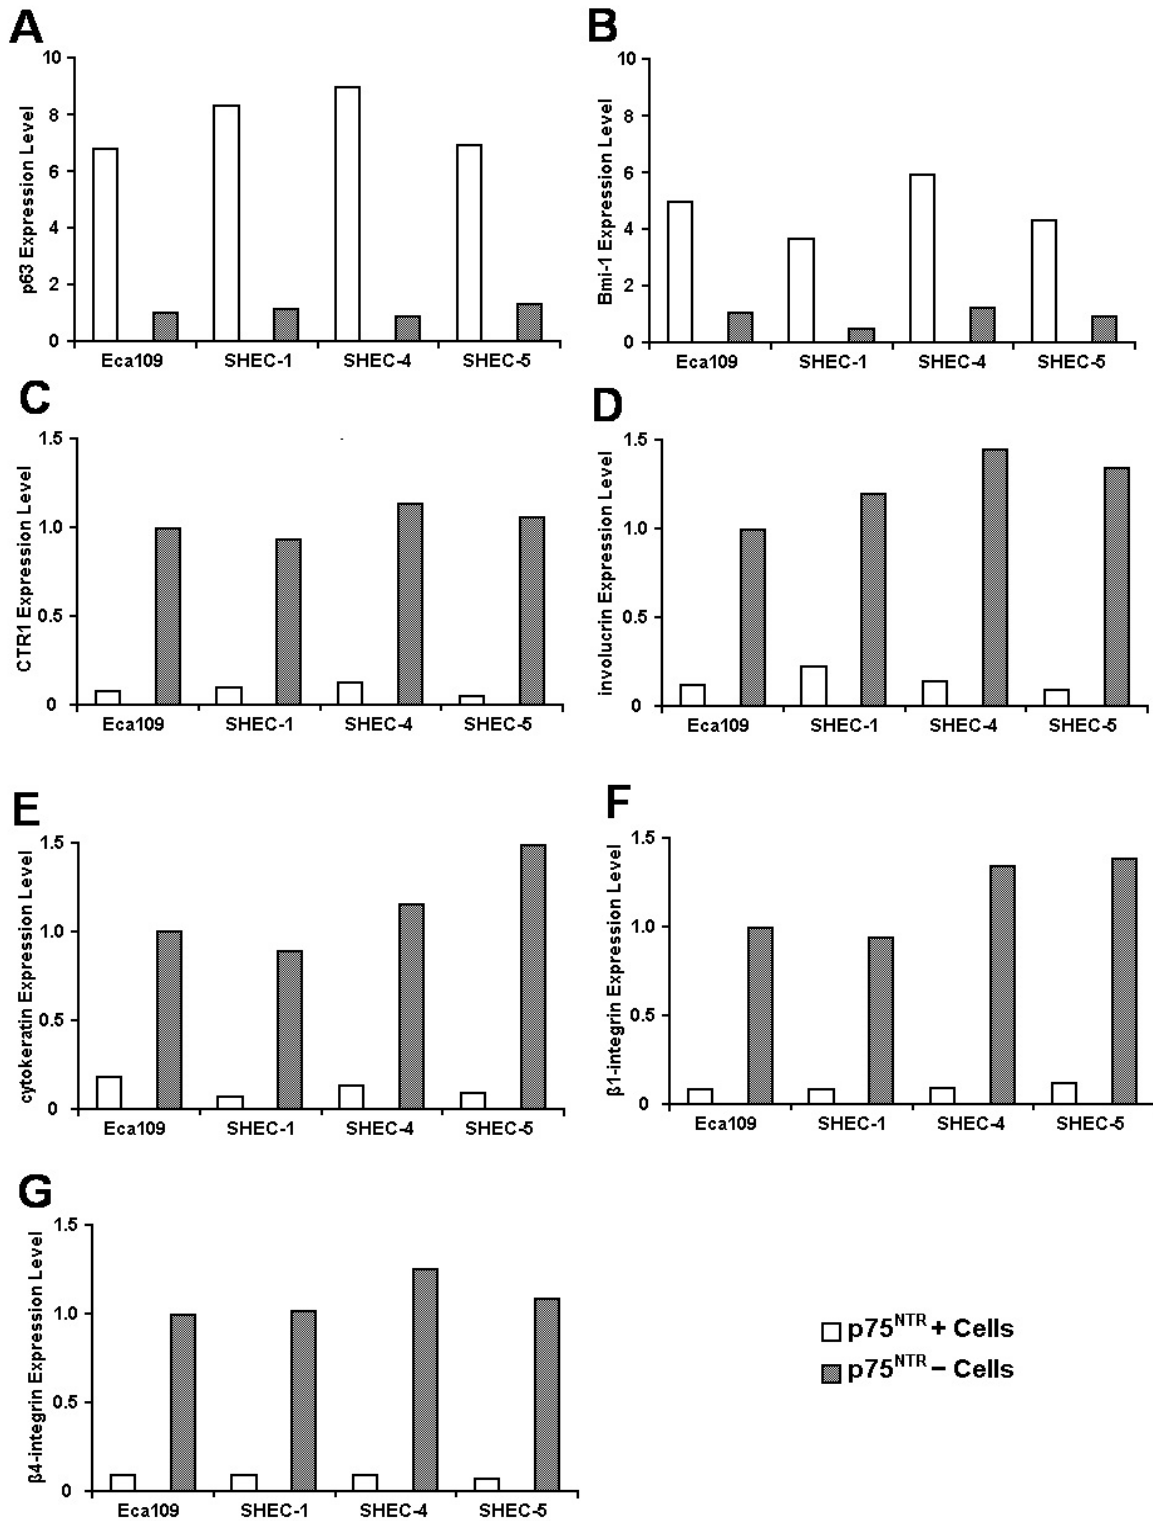 A
p63 Expression Level
10
8
6
4
2
0
Eca109 SHEC-1 SHEC-4 SHEC-5
B
Bmi-1 Expression Level
10
8
6
4
2
0
Eca109 SHEC-1 SHEC-4 SHEC-5
C
CTR1 Expression Level
1.5
1.0
0.5
0
Eca109 SHEC-1 SHEC-4 SHEC-5
D
involucrin Expression Level
1.5
1.0
0.5
0
Eca109 SHEC-1 SHEC-4 SHEC-5
E
cytokeratin Expression Level
1.5
1.0
0.5
0
Eca109 SHEC-1 SHEC-4 SHEC-5
F
β1-integrin Expression Level
1.5
1.0
0.5
0
Eca109 SHEC-1 SHEC-4 SHEC-5
G
β4-integrin Expression Level
1.5
1.0
0.5
0
Eca109 SHEC-1 SHEC-4 SHEC-5
p75NTR + Cells
p75NTR − Cells